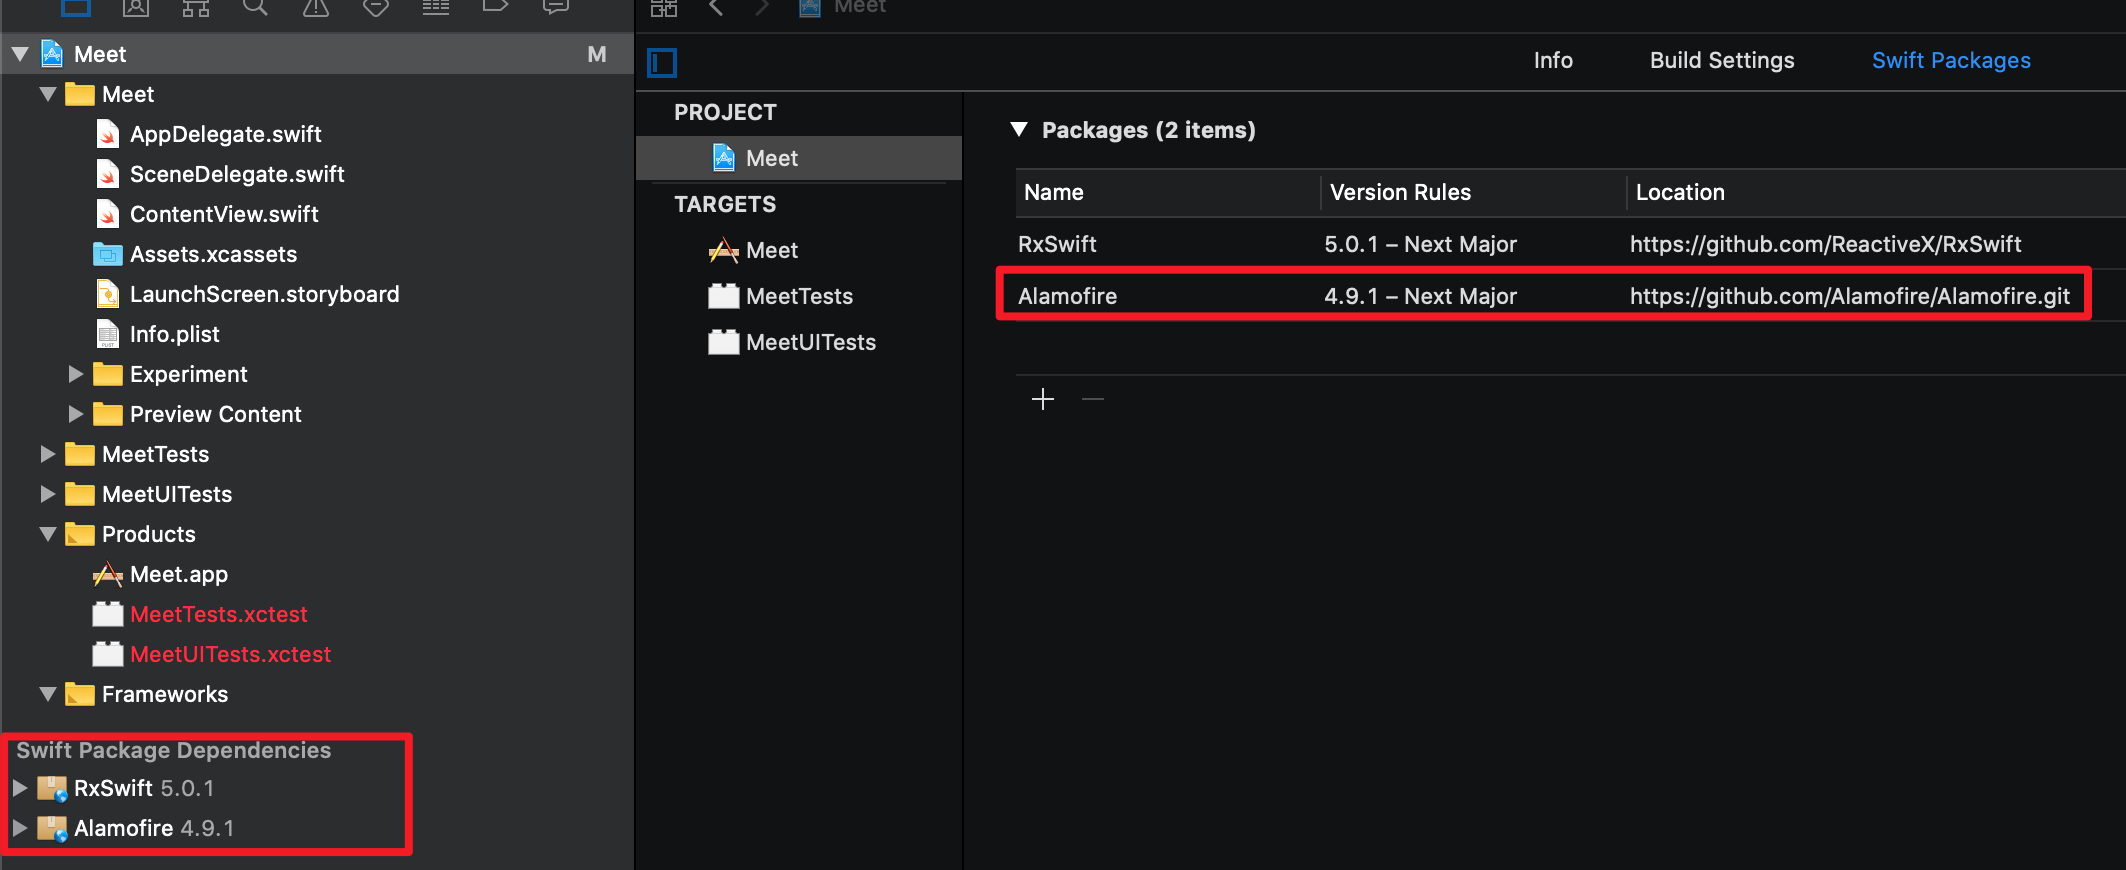 Meet M
Meet
AppDelegate.swift
SceneDelegate.swift
ContentView.swift
Assets.xcassets
LaunchScreen.storyboard
Info.plist
Experiment
Preview Content
MeetTests
MeetUITests
Products
Meet.app
MeetTests.xctest
MeetUITests.xctest
Frameworks
Swift Package Dependencies
RxSwift 5.0.1
Alamofire 4.9.1
Meet
Info Build Settings Swift Packages
PROJECT
Meet
TARGETS
Meet
MeetTests
MeetUITests
Packages (2 items)
Name Version Rules Location
RxSwift 5.0.1 – Next Major https://github.com/ReactiveX/RxSwift
Alamofire 4.9.1 – Next Major https://github.com/Alamofire/Alamofire.git